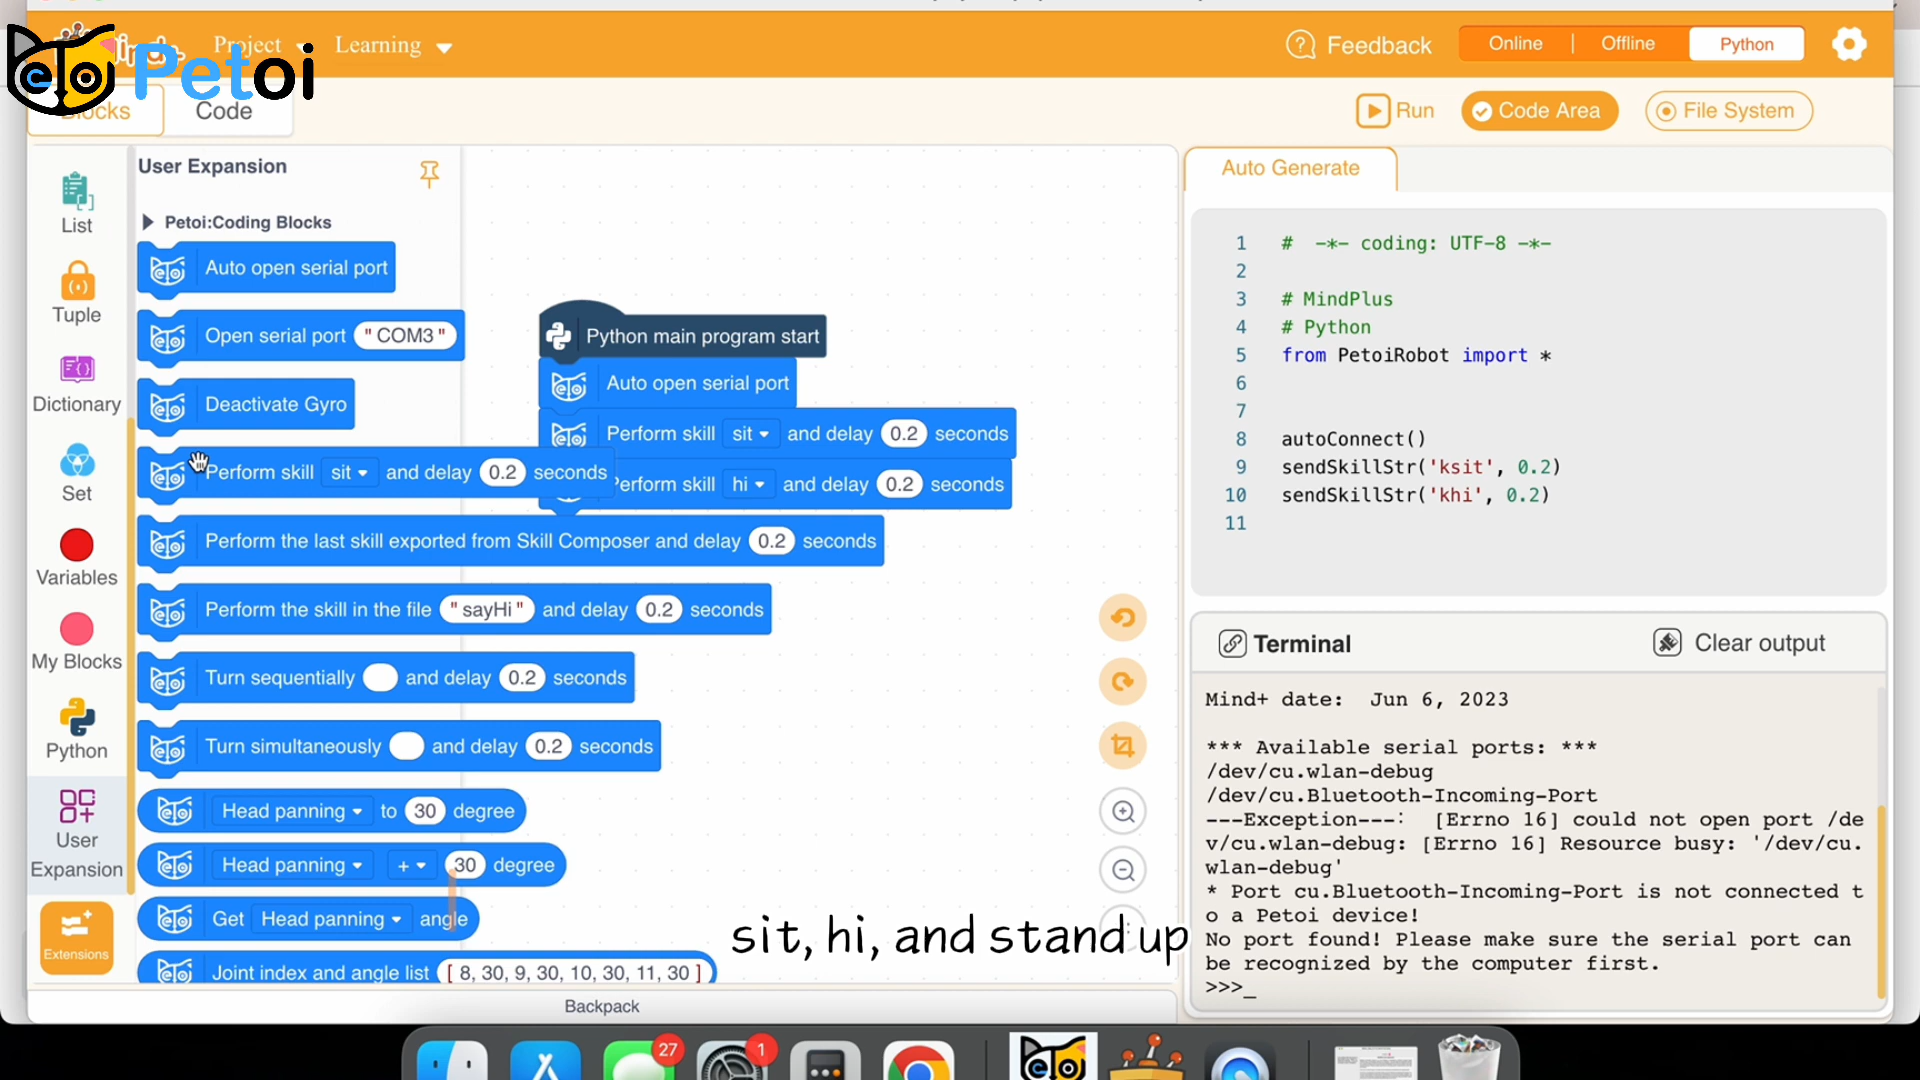 Petoi
Project
Learning
Feedback
Online
Offline
Python
Blocks
Code
Run
Code Area
File System
List
Tuple
Dictionary
Set
Variables
My Blocks
Python
User
Expansion
Extensions
User Expansion
Petoi:Coding Blocks
Auto open serial port
Open serial port "COM3"
Deactivate Gyro
Perform skill sit and delay 0.2 seconds
Perform the last skill exported from Skill Composer and delay 0.2 seconds
Perform the skill in the file "sayHi" and delay 0.2 seconds
Turn sequentially and delay 0.2 seconds
Turn simultaneously and delay 0.2 seconds
Head panning to 30 degree
Head panning + 30 degree
Get Head panning angle
Joint index and angle list [ 8, 30, 9, 30, 10, 30, 11, 30 ]
Python main program start
Auto open serial port
Perform skill sit and delay 0.2 seconds
Perform skill hi and delay 0.2 seconds
sit, hi, and stand up
Backpack
Auto Generate
1 # -*- coding: UTF-8 -*-
2
3 # MindPlus
4 # Python
5 from PetoiRobot import *
6
7
8 autoConnect()
9 sendSkillStr('ksit', 0.2)
10 sendSkillStr('khi', 0.2)
11
Terminal
Clear output
Mind+ date: Jun 6, 2023
*** Available serial ports: ***
/dev/cu.wlan-debug
/dev/cu.Bluetooth-Incoming-Port
---Exception---: [Errno 16] could not open port /de
v/cu.wlan-debug: [Errno 16] Resource busy: '/dev/cu.
wlan-debug'
* Port cu.Bluetooth-Incoming-Port is not connected t
o a Petoi device!
No port found! Please make sure the serial port can
be recognized by the computer first.
>>>_
27
1